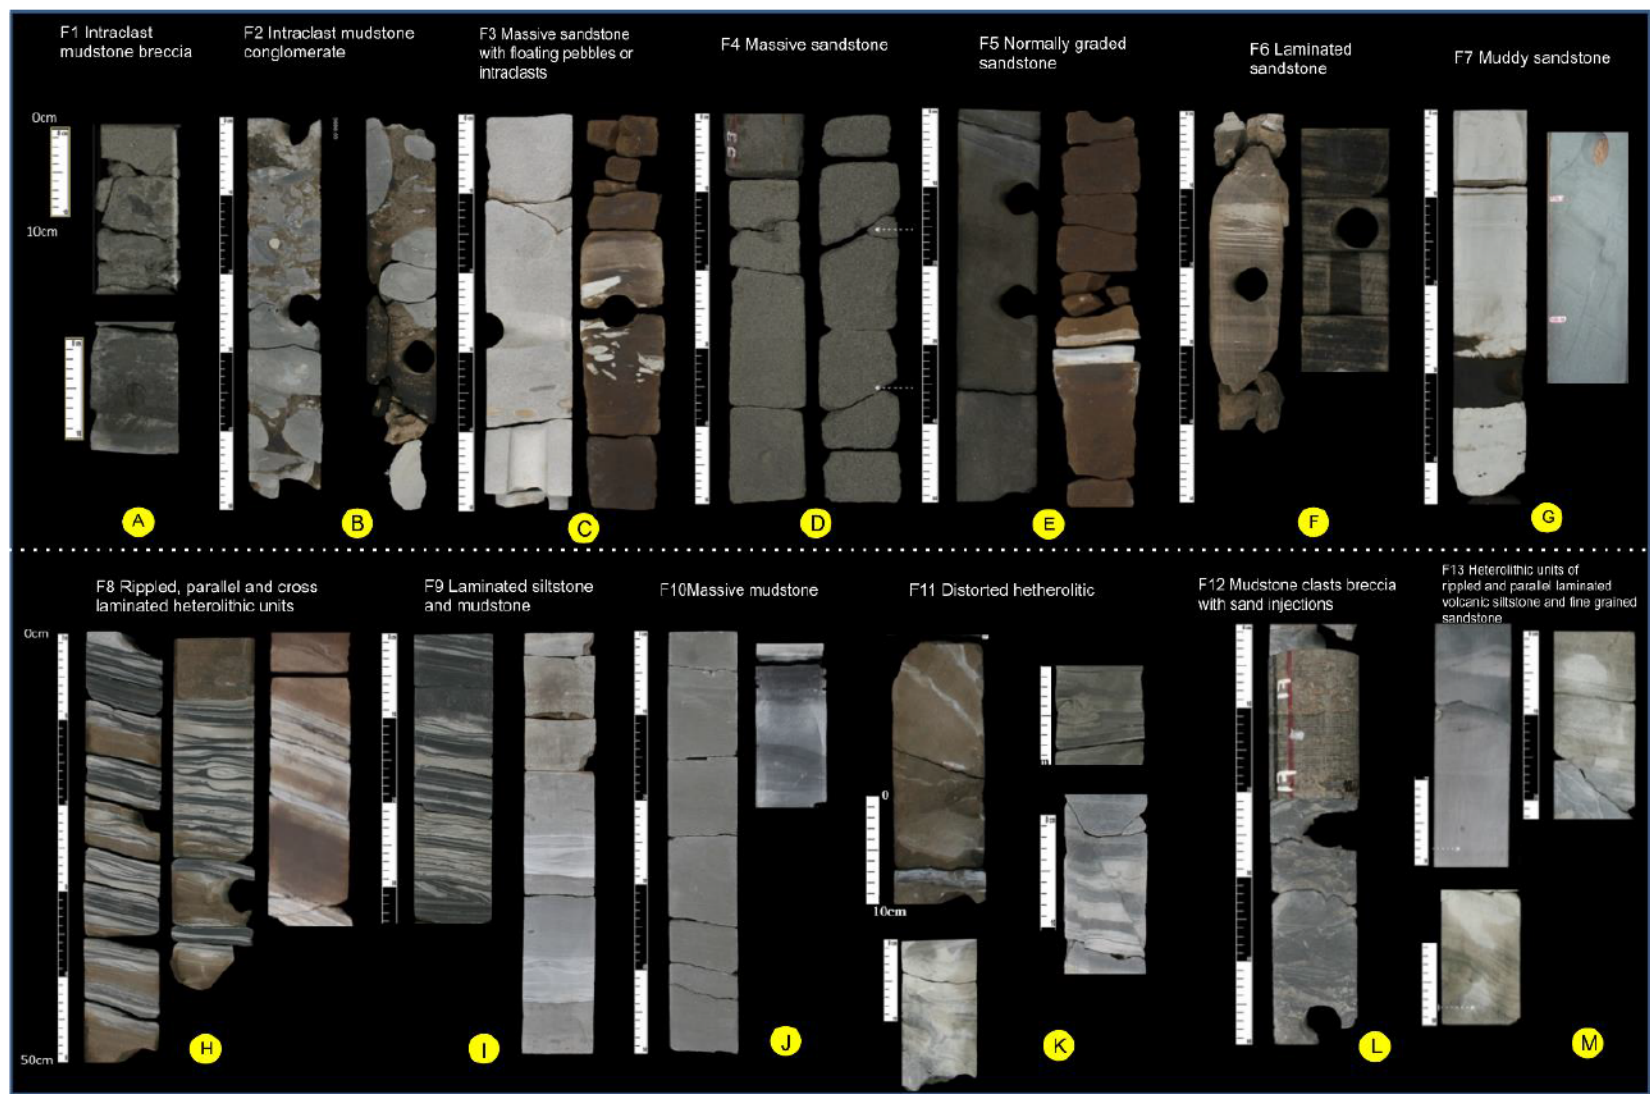 F1 Intraclast
mudstone breccia
F2 Intraclast mudstone
conglomerate
F3 Massive sandstone
with floating pebbles or
intraclasts
F4 Massive sandstone
F5 Normally graded
sandstone
F6 Laminated
sandstone
F7 Muddy sandstone
0cm
10cm
A
B
C
D
E
F
G
F8 Rippled, parallel and cross
laminated heterolithic units
F9 Laminated siltstone
and mudstone
F10Massive mudstone
F11 Distorted hetherolitic
F12 Mudstone clasts breccia
with sand injections
F13 Heterolithic units of
rippled and parallel laminated
volcanic siltstone and fine grained
sandstone
0cm
0
10cm
50cm
H
I
J
K
L
M